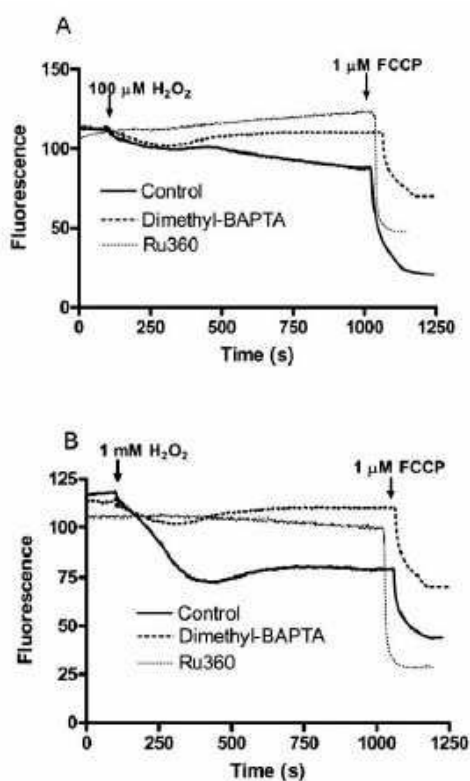 A
100 µM H₂O₂
1 µM FCCP
150
100
50
0
Fluorescence
Control
Dimethyl-BAPTA
Ru360
0 250 500 750 1000 1250
Time (s)
B
1 mM H₂O₂
1 µM FCCP
125
100
75
50
25
0
Fluorescence
Control
Dimethyl-BAPTA
Ru360
0 250 500 750 1000 1250
Time (s)